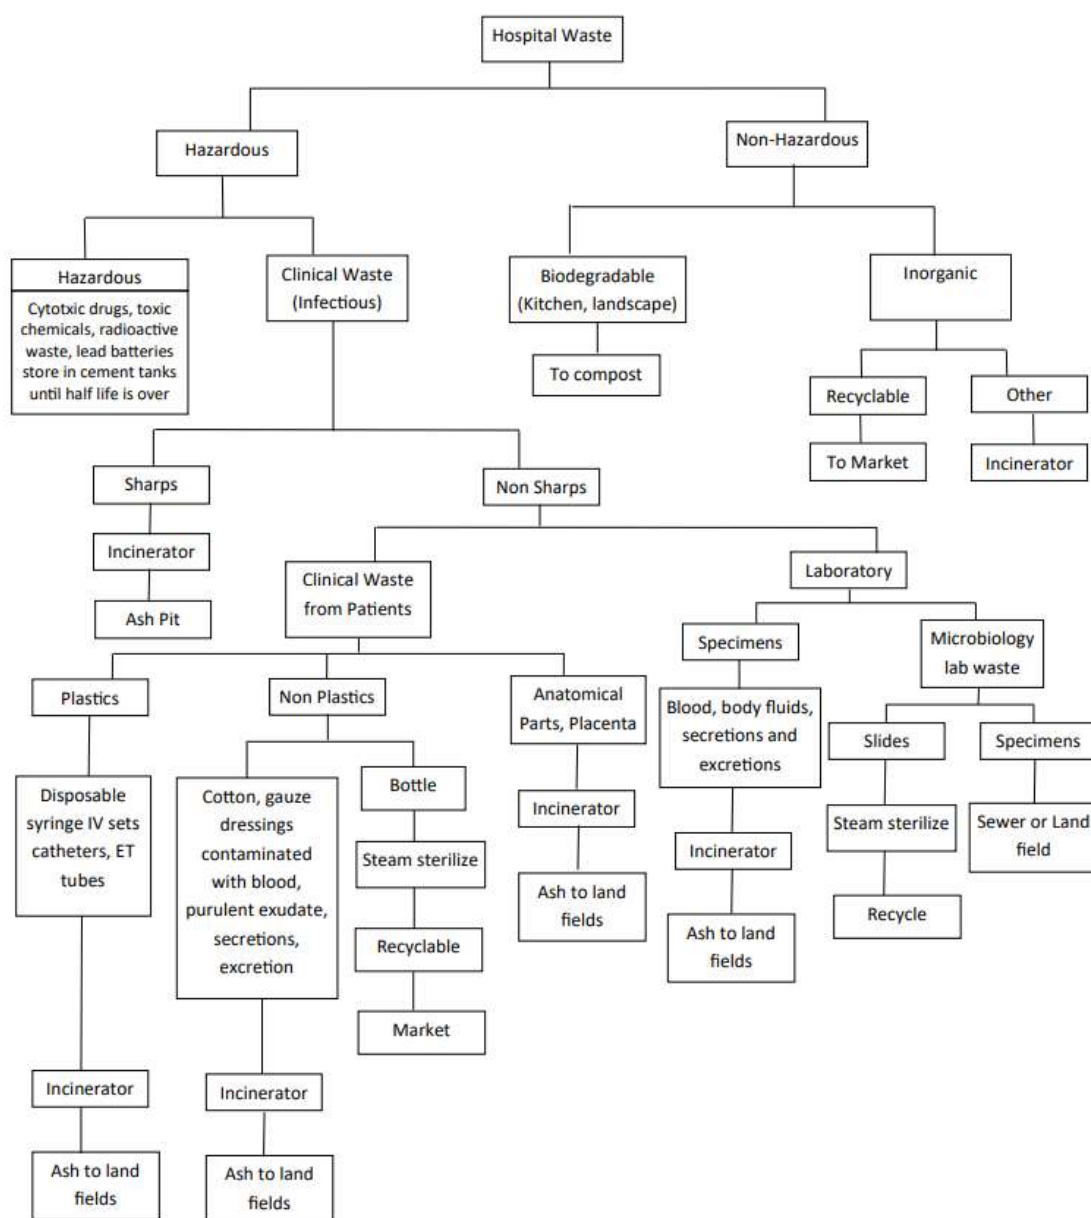 Hospital Waste
Hazardous
Non-Hazardous
Hazardous
Cytotxic drugs, toxic
chemicals, radioactive
waste, lead batteries
store in cement tanks
until half life is over
Clinical Waste
(Infectious)
Biodegradable
(Kitchen, landscape)
To compost
Inorganic
Recyclable
To Market
Other
Incinerator
Sharps
Incinerator
Ash Pit
Non Sharps
Clinical Waste
from Patients
Laboratory
Plastics
Disposable
syringe IV sets
catheters, ET
tubes
Incinerator
Ash to land
fields
Non Plastics
Cotton, gauze
dressings
contaminated
with blood,
purulent exudate,
secretions,
excretion
Incinerator
Ash to land
fields
Bottle
Steam sterilize
Recyclable
Market
Anatomical
Parts, Placenta
Incinerator
Ash to land
fields
Specimens
Blood, body fluids,
secretions and
excretions
Incinerator
Ash to land
fields
Microbiology
lab waste
Slides
Steam sterilize
Recycle
Specimens
Sewer or Land
field